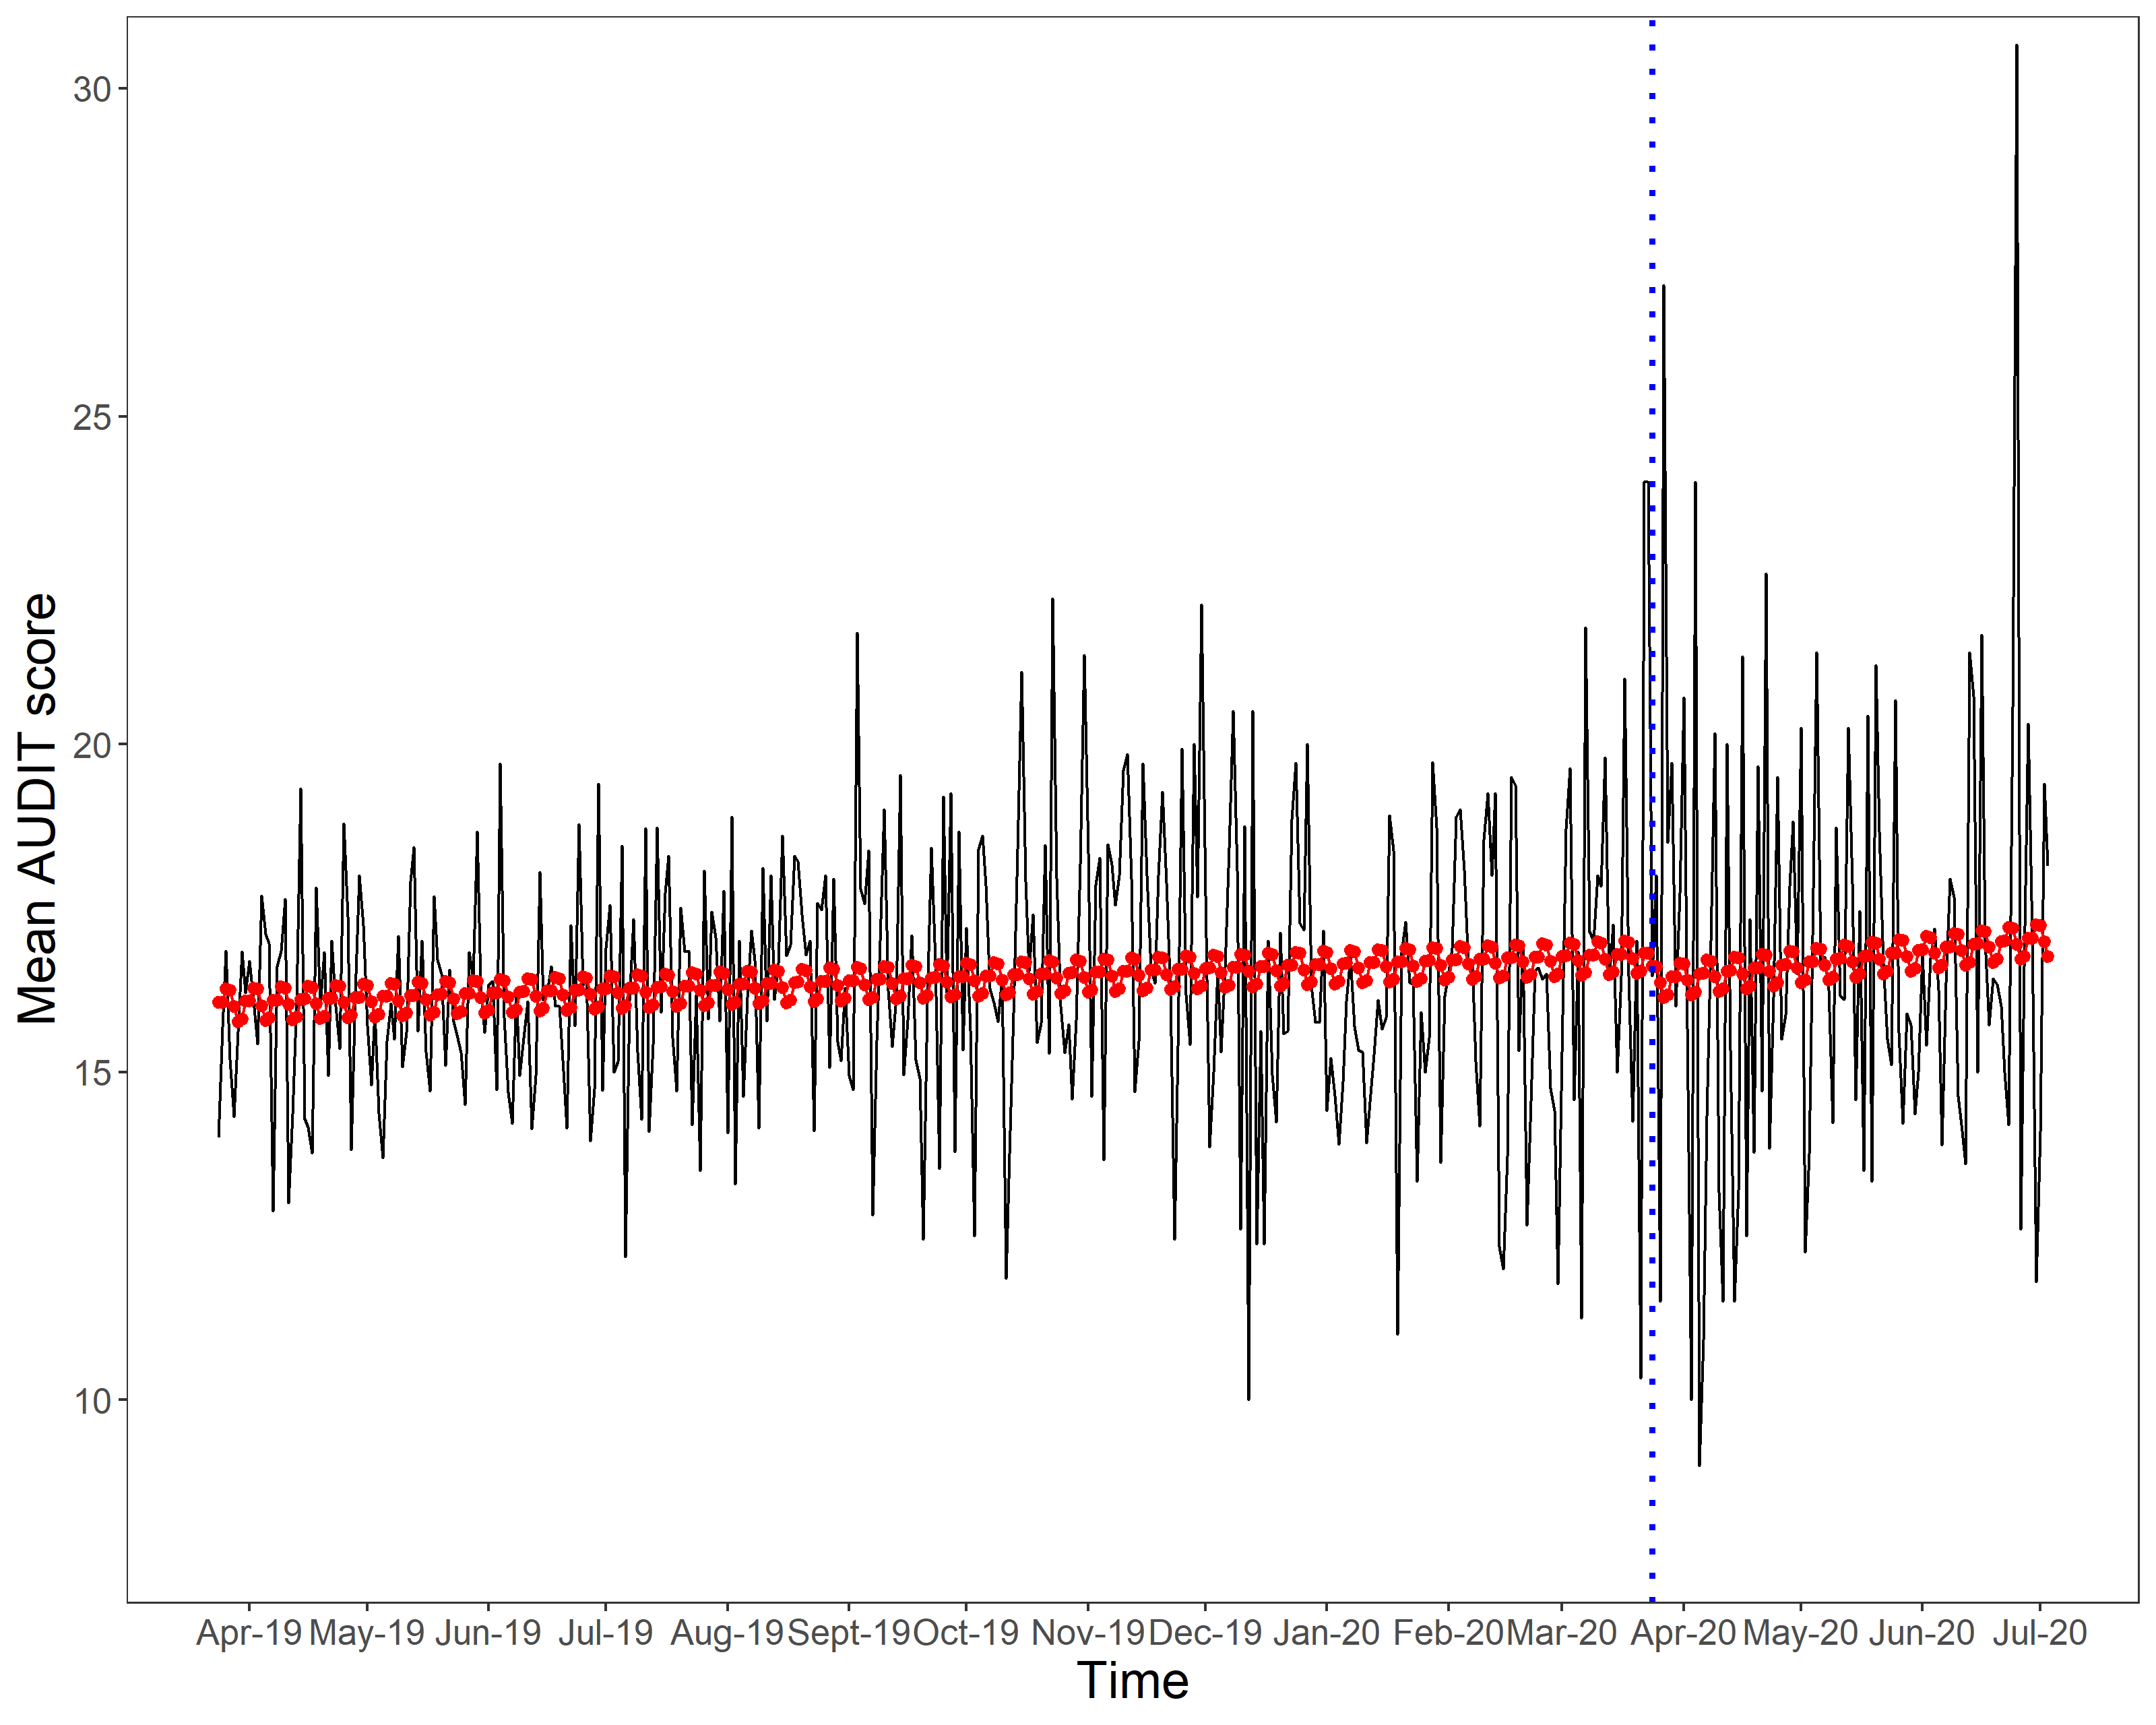 Mean AUDIT score
30
25
20
15
10
Apr-19 May-19 Jun-19 Jul-19 Aug-19 Sept-19 Oct-19 Nov-19 Dec-19 Jan-20 Feb-20 Mar-20 Apr-20 May-20 Jun-20 Jul-20
Time